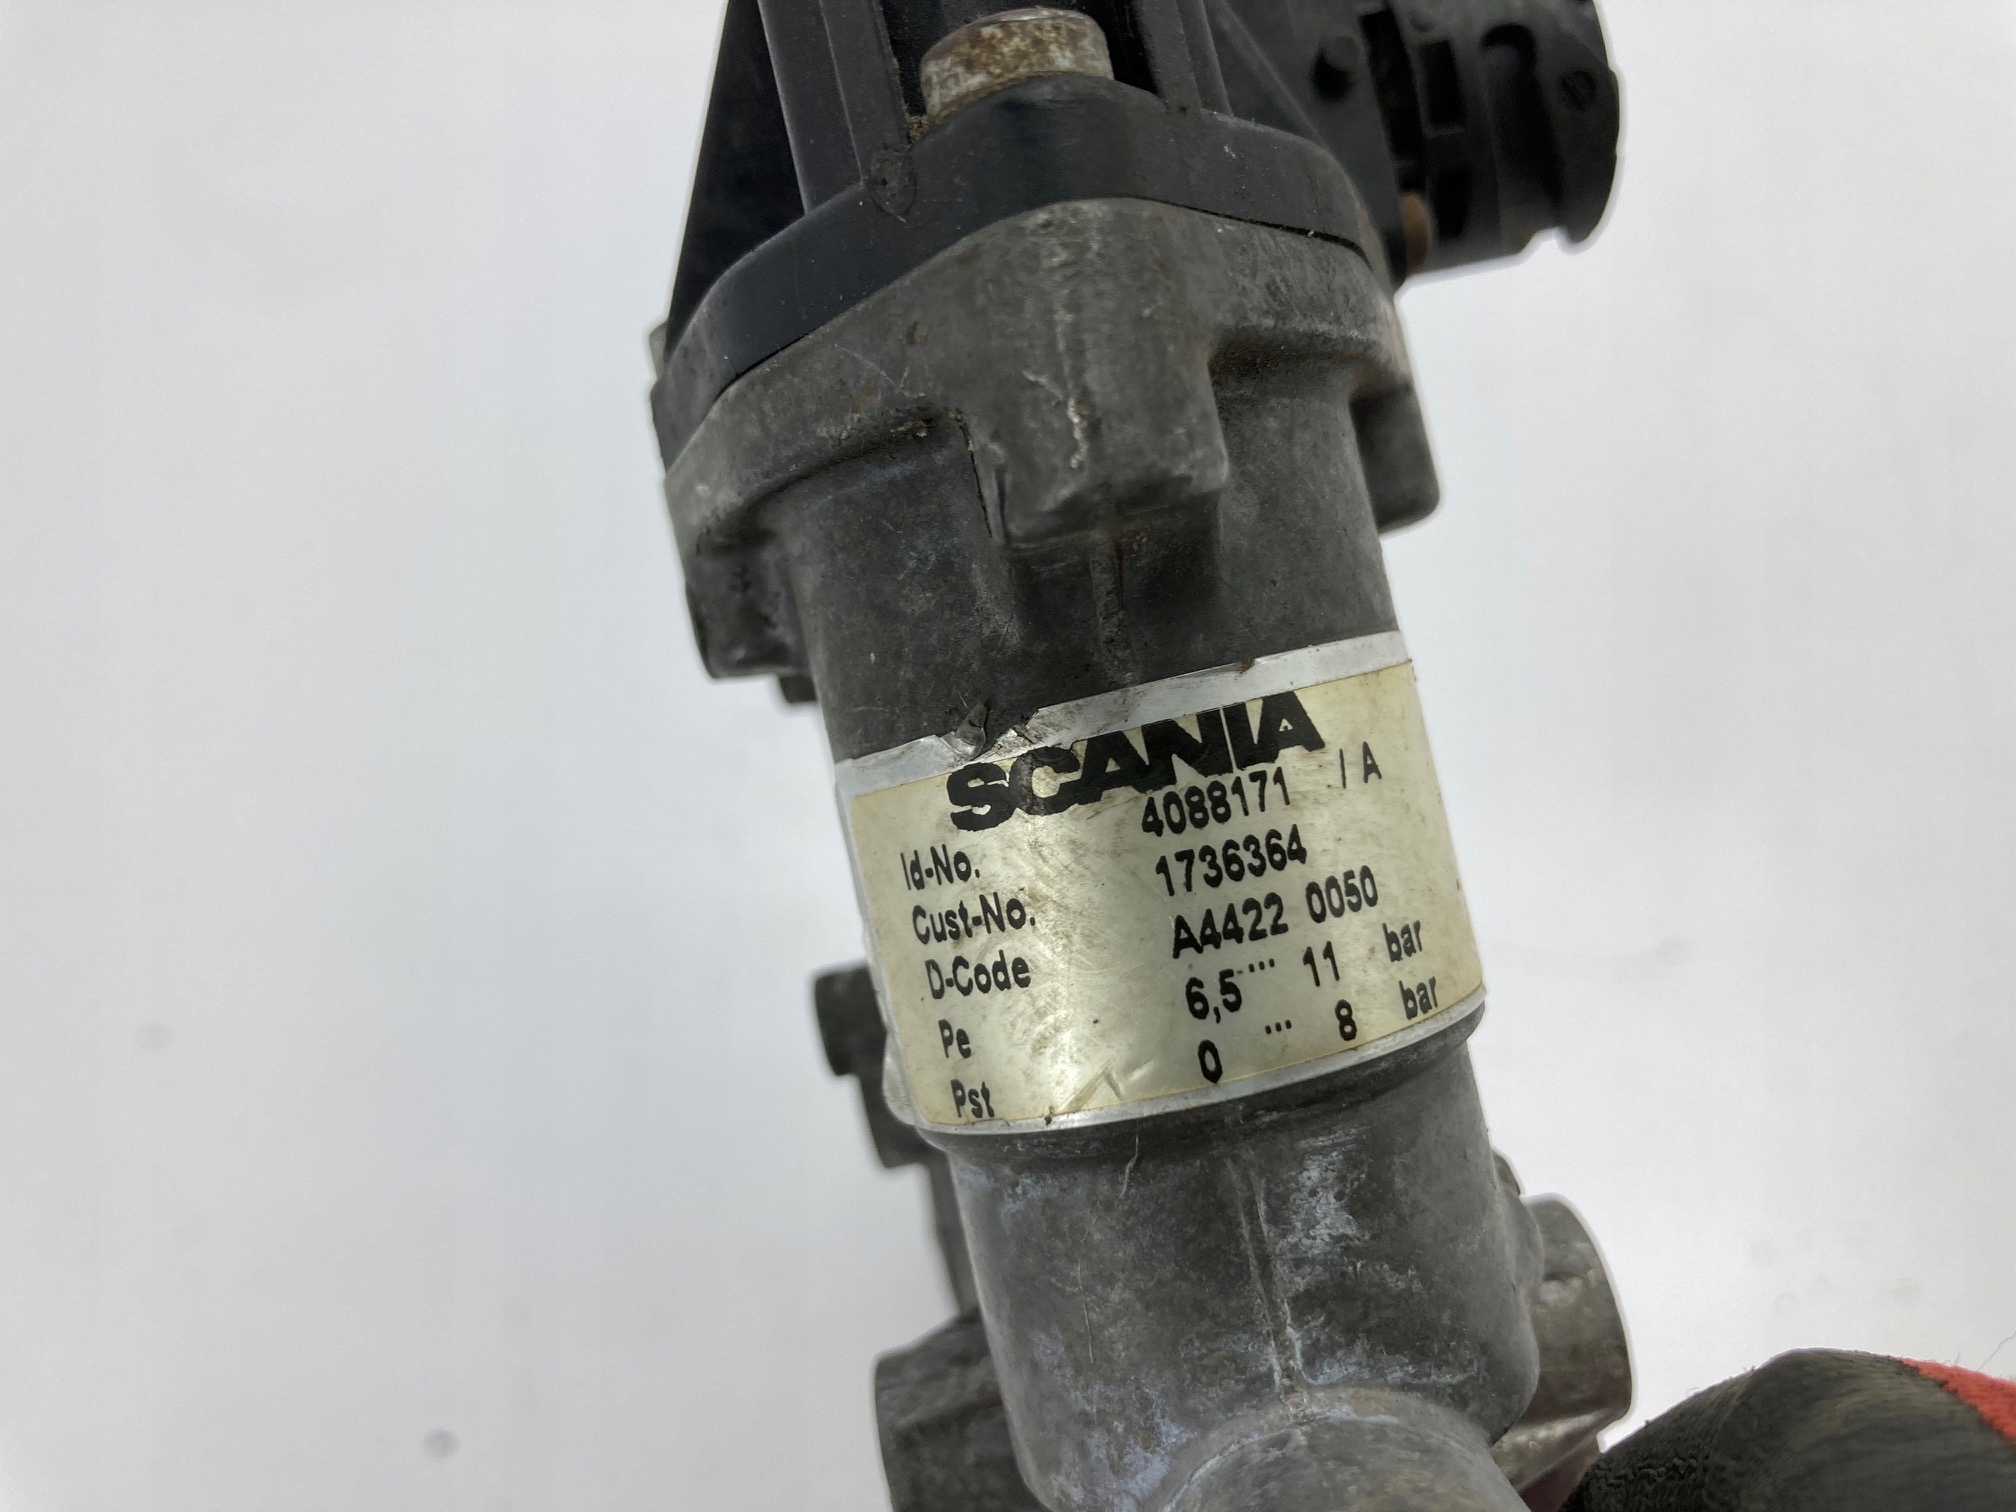 SCANIA
Id-No. 4088171 / A
Cust-No. 1736364
D-Code A4422 0050
Pe 6,5 ... 11 bar
Pst 0 ... 8 bar